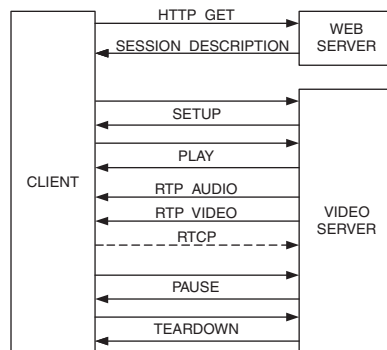 HTTP GET
SESSION DESCRIPTION
WEB
SERVER
SETUP
PLAY
CLIENT
RTP AUDIO
RTP VIDEO
RTCP
VIDEO
SERVER
PAUSE
TEARDOWN